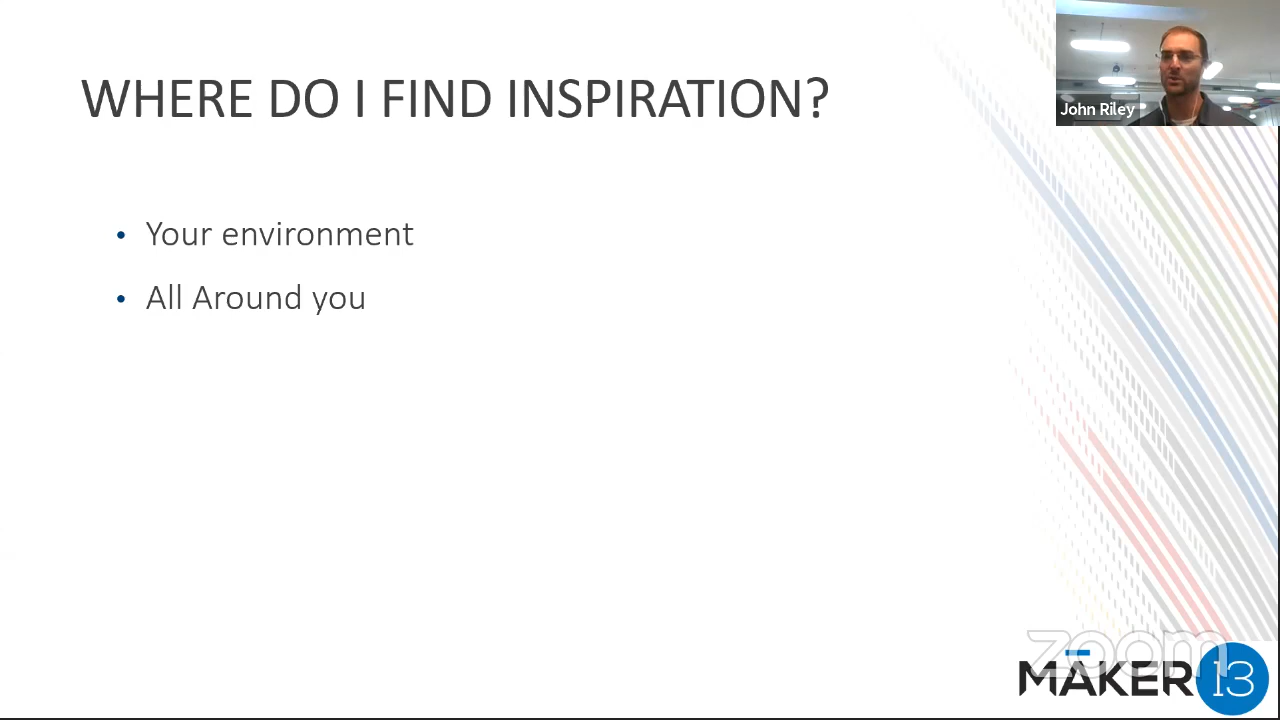 WHERE DO I FIND INSPIRATION?
John Riley
• Your environment
• All Around you
zoom
MAKER 13